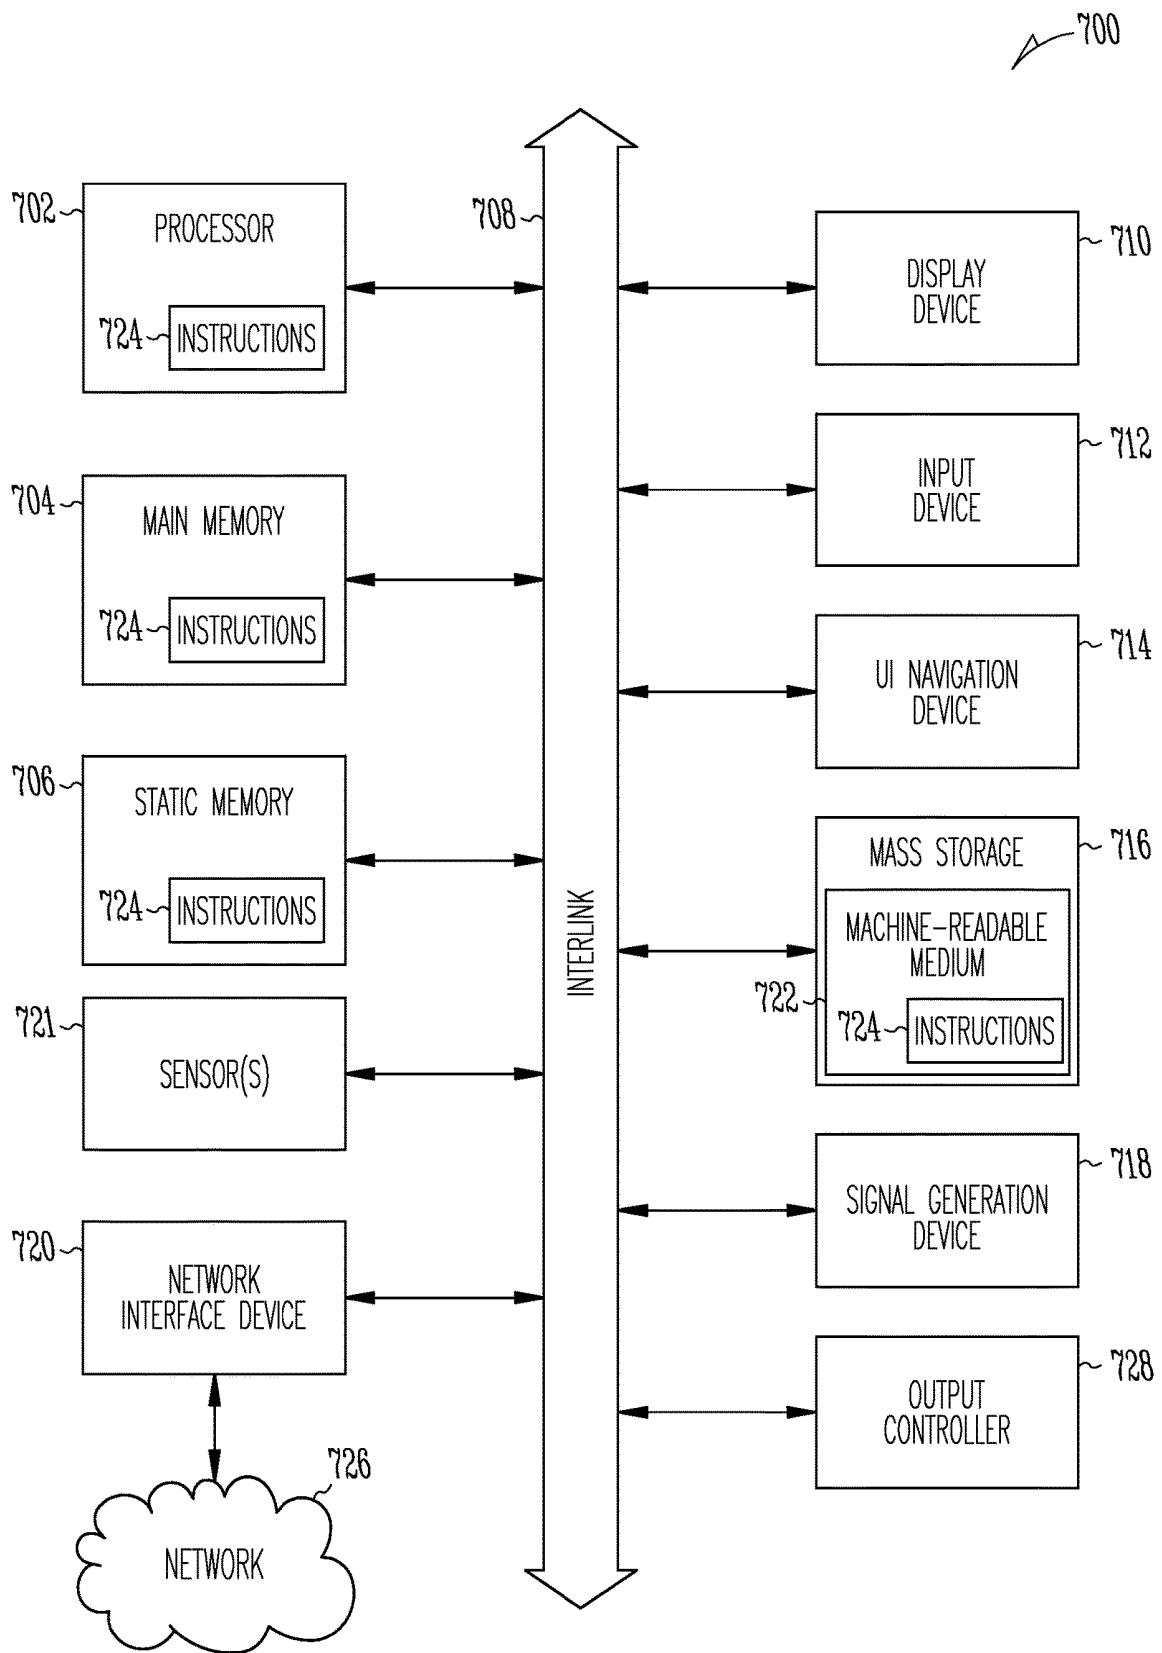 700
702
PROCESSOR
724
INSTRUCTIONS
704
MAIN MEMORY
724
INSTRUCTIONS
706
STATIC MEMORY
724
INSTRUCTIONS
721
SENSOR(S)
720
NETWORK
INTERFACE DEVICE
726
NETWORK
708
INTERLINK
710
DISPLAY
DEVICE
712
INPUT
DEVICE
714
UI NAVIGATION
DEVICE
716
MASS STORAGE
MACHINE-READABLE
MEDIUM
722
724
INSTRUCTIONS
718
SIGNAL GENERATION
DEVICE
728
OUTPUT
CONTROLLER